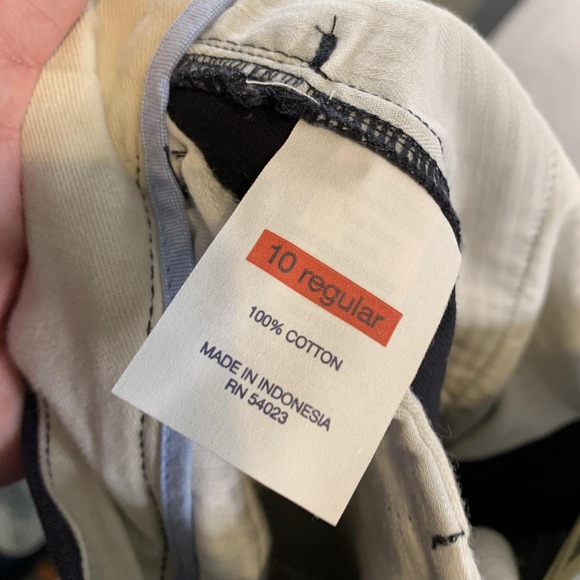 10 regular
100% COTTON
MADE IN INDONESIA
RN 54023